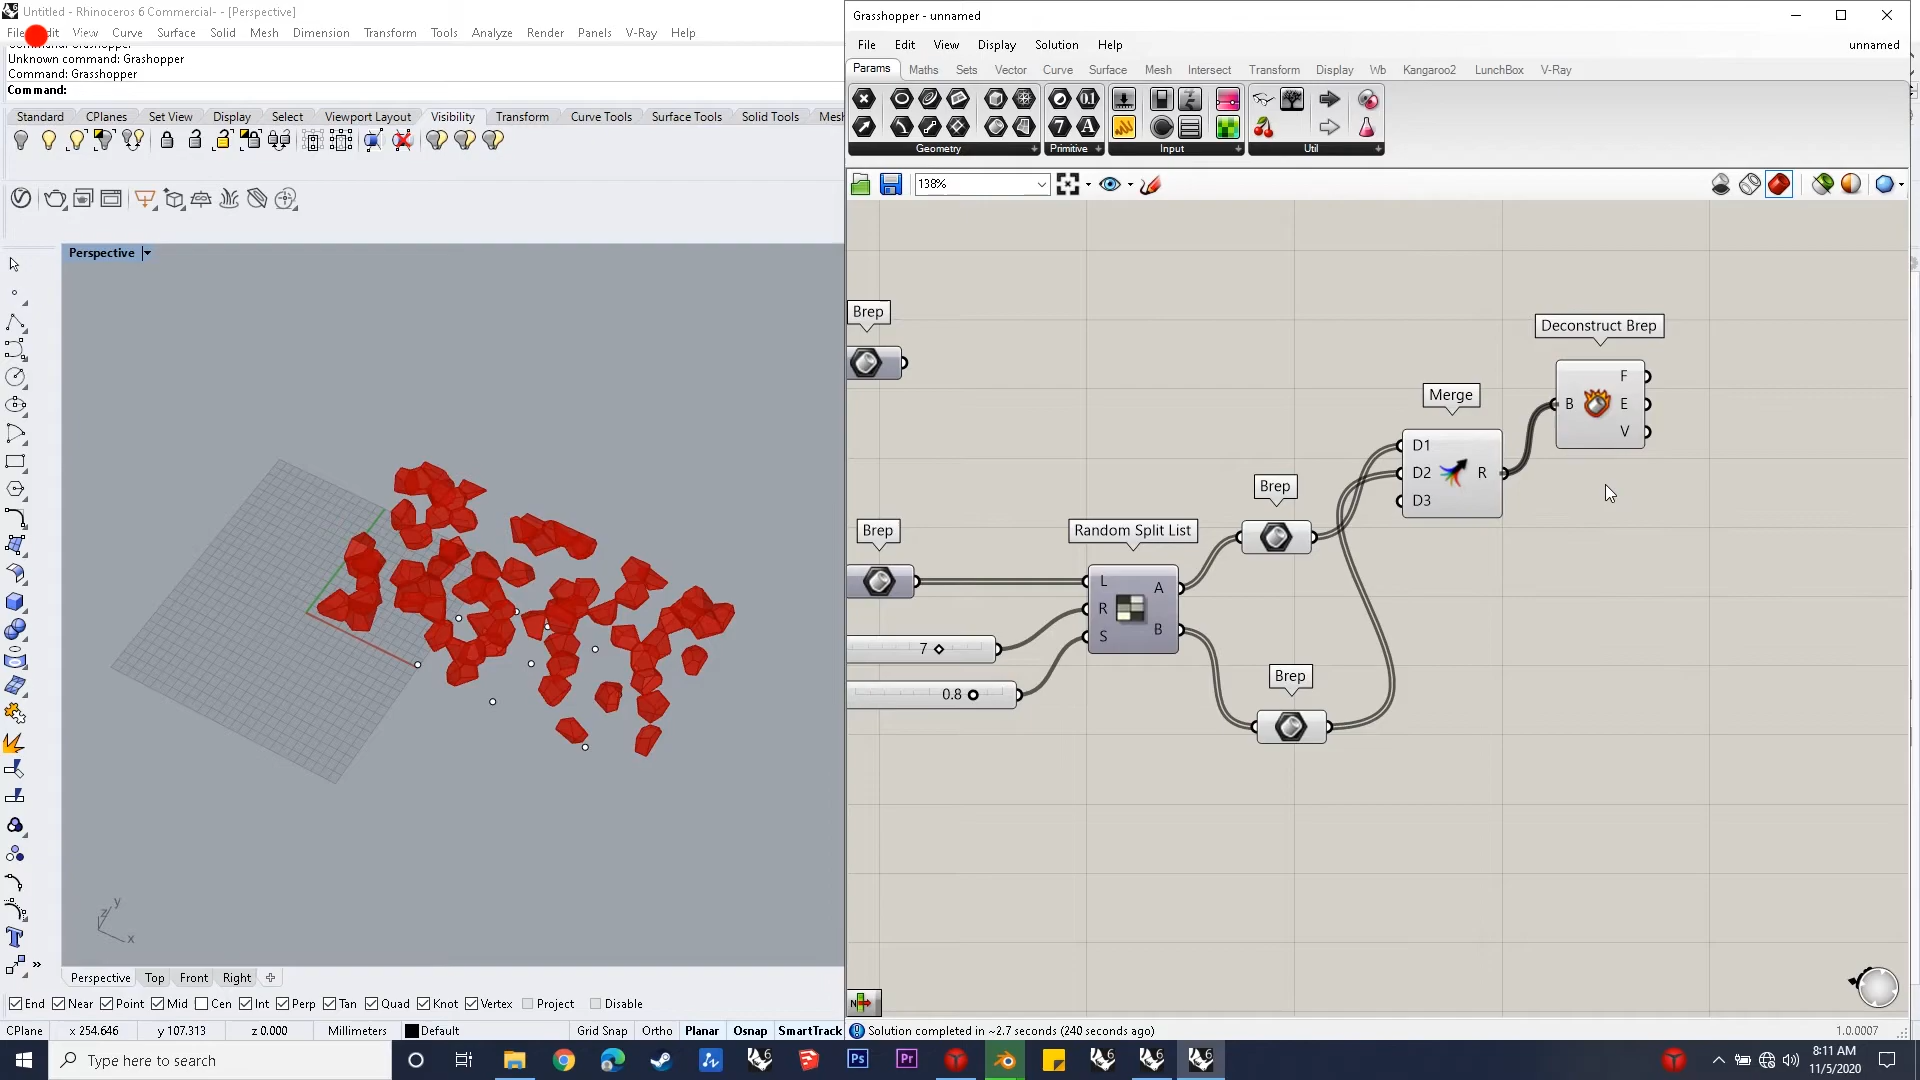 Untitled - Rhinoceros 6 Commercial- - [Perspective]
File Edit View Curve Surface Solid Mesh Dimension Transform Tools Analyze Render Panels V-Ray Help
Unknown command: Grashopper
Command: Grasshopper
Command:
Standard CPlanes Set View Display Select Viewport Layout Visibility Transform Curve Tools Surface Tools Solid Tools Mesh
Perspective
z y
x
Perspective Top Front Right
End Near Point Mid Cen Int Perp Tan Quad Knot Vertex Project Disable
CPlane x 254.646 y 107.313 z 0.000 Millimeters Default Grid Snap Ortho Planar Osnap SmartTrack
Grasshopper - unnamed
File Edit View Display Solution Help unnamed
Params Maths Sets Vector Curve Surface Mesh Intersect Transform Display Wb Kangaroo2 LunchBox V-Ray
Geometry Primitive Input Util
138%
Brep
Deconstruct Brep
B F E V
Merge
D1 D2 D3 R
Brep
Brep
Random Split List
L R S A B
7
0.8
Brep
Solution completed in ~2.7 seconds (240 seconds ago)
1.0.0007
Type here to search
Ps Pr 6 6 6 6
8:11 AM
11/5/2020